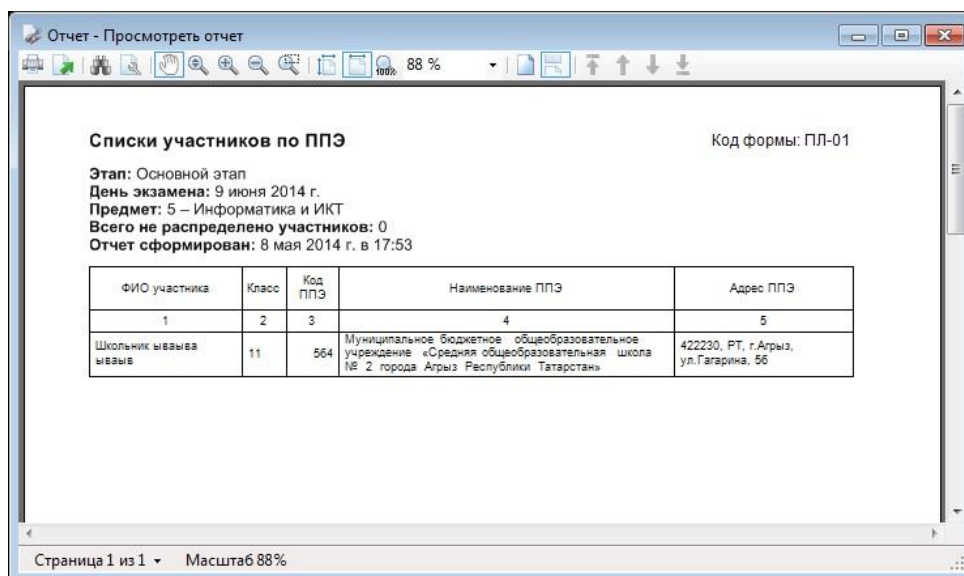 Отчет - Просмотреть отчет
100%
88 %
Списки участников по ППЭ
Код формы: ПЛ-01
Этап: Основной этап
День экзамена: 9 июня 2014 г.
Предмет: 5 – Информатика и ИКТ
Всего не распределено участников: 0
Отчет сформирован: 8 мая 2014 г. в 17:53
ФИО участника Класс Код ППЭ Наименование ППЭ Адрес ППЭ
1 2 3 4 5
Школьник ываыва
ываыв
11
564
Муниципальное бюджетное общеобразовательное
учреждение «Средняя общеобразовательная школа
№ 2 города Агрыз Республики Татарстан»
422230, РТ, г.Агрыз,
ул.Гагарина, 56
Страница 1 из 1
Масштаб 88%